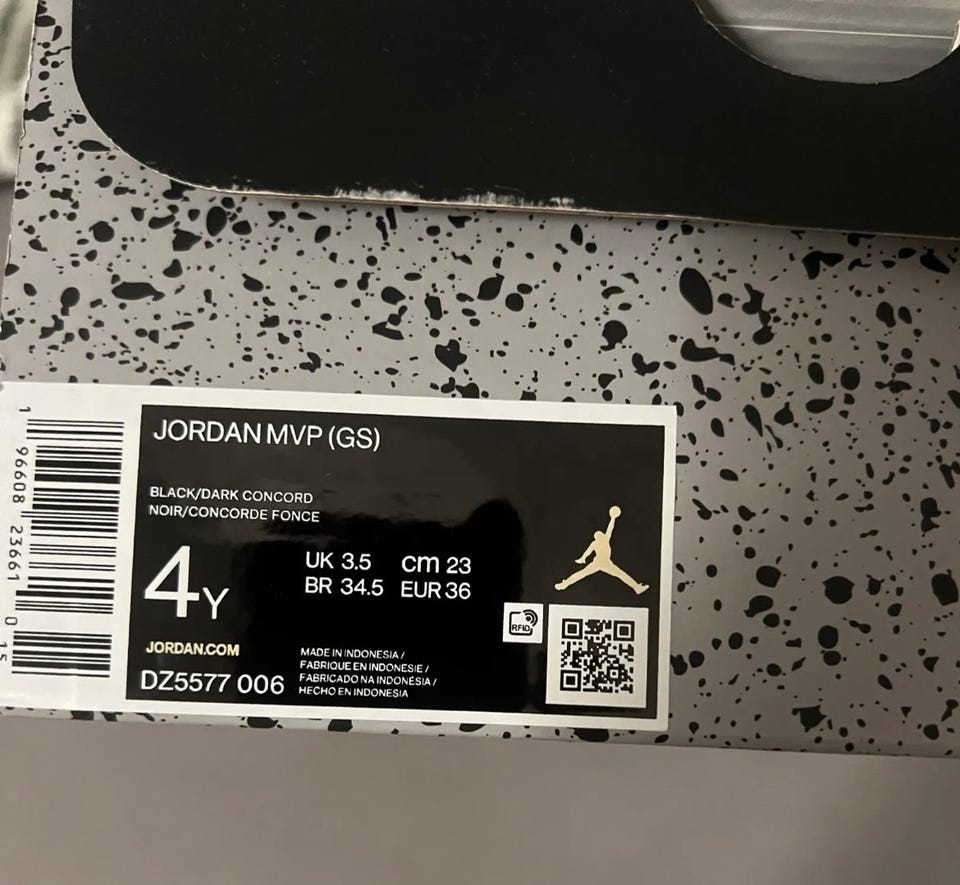 JORDAN MVP (GS)
BLACK/DARK CONCORD
NOIR/CONCORDE FONCE
4Y
UK 3.5 cm 23
BR 34.5 EUR 36
RFID
JORDAN.COM
DZ5577 006
MADE IN INDONESIA /
FABRIQUE EN INDONESIE /
FABRICADO NA INDONÉSIA /
HECHO EN INDONESIA
1 96608 23661 0 15